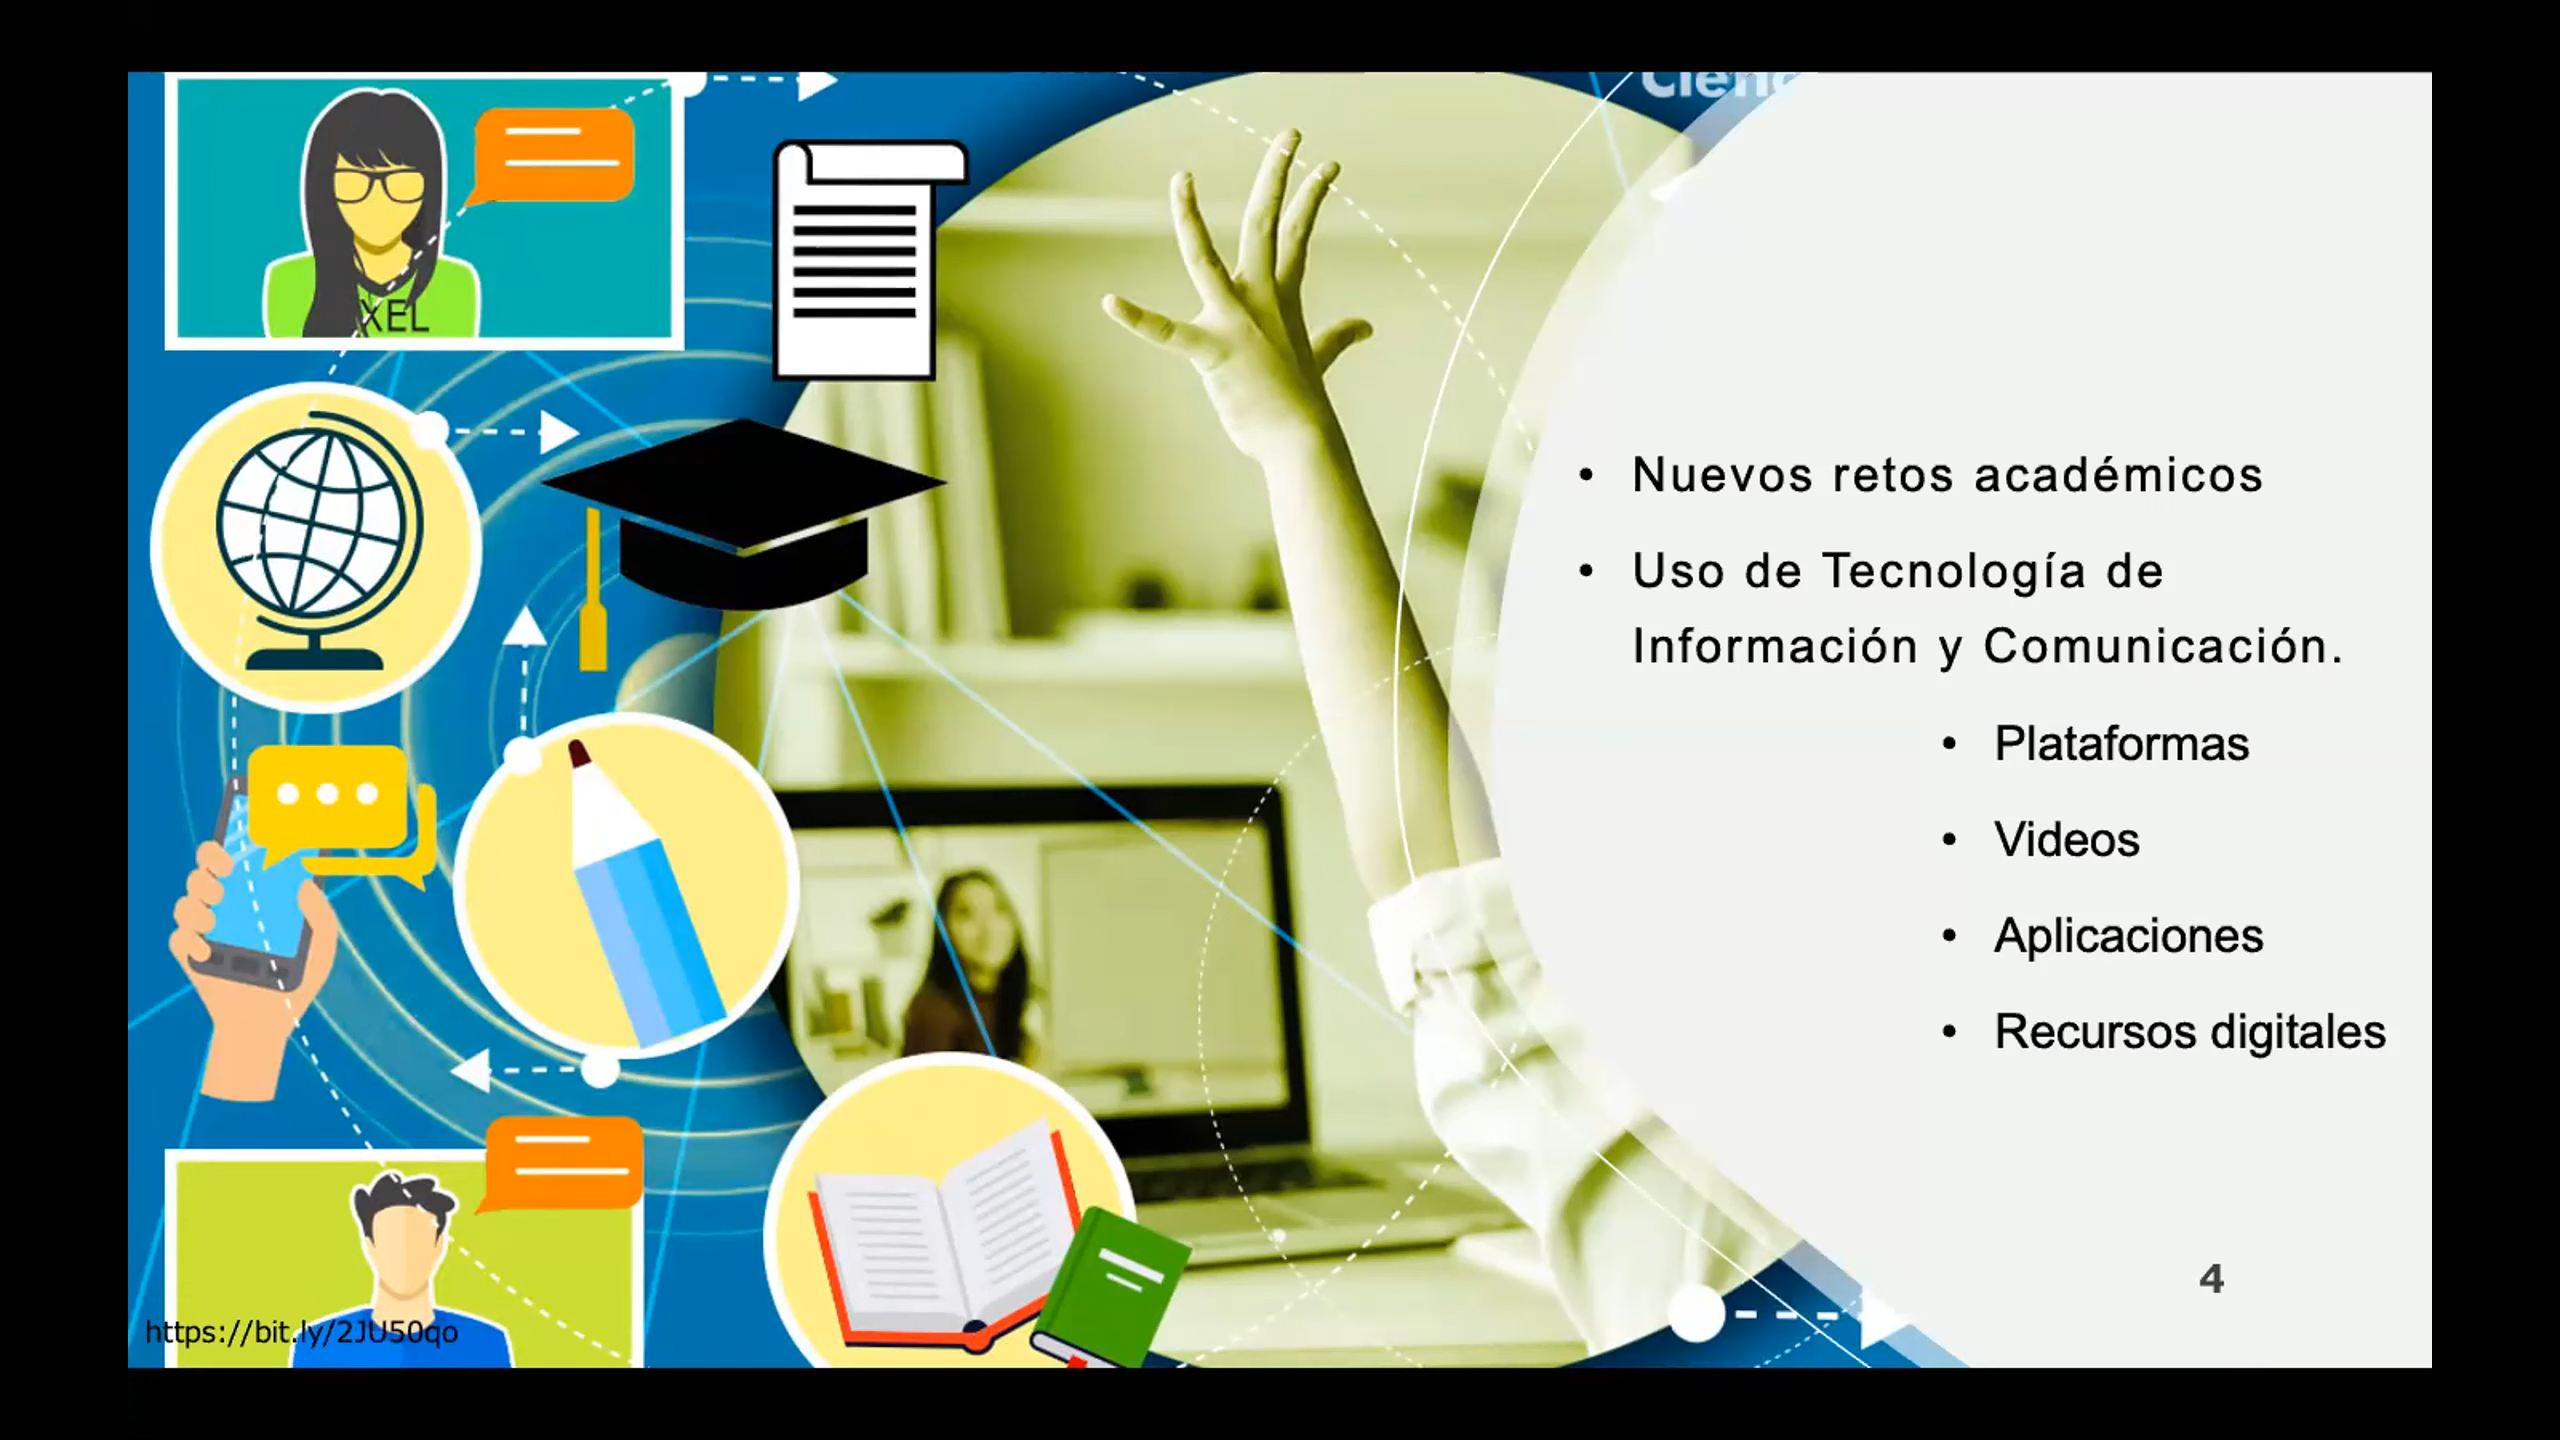 • Nuevos retos académicos
• Uso de Tecnología de
Información y Comunicación.
• Plataformas
• Videos
• Aplicaciones
• Recursos digitales
4
XEL
https://bit.ly/2JU50qo